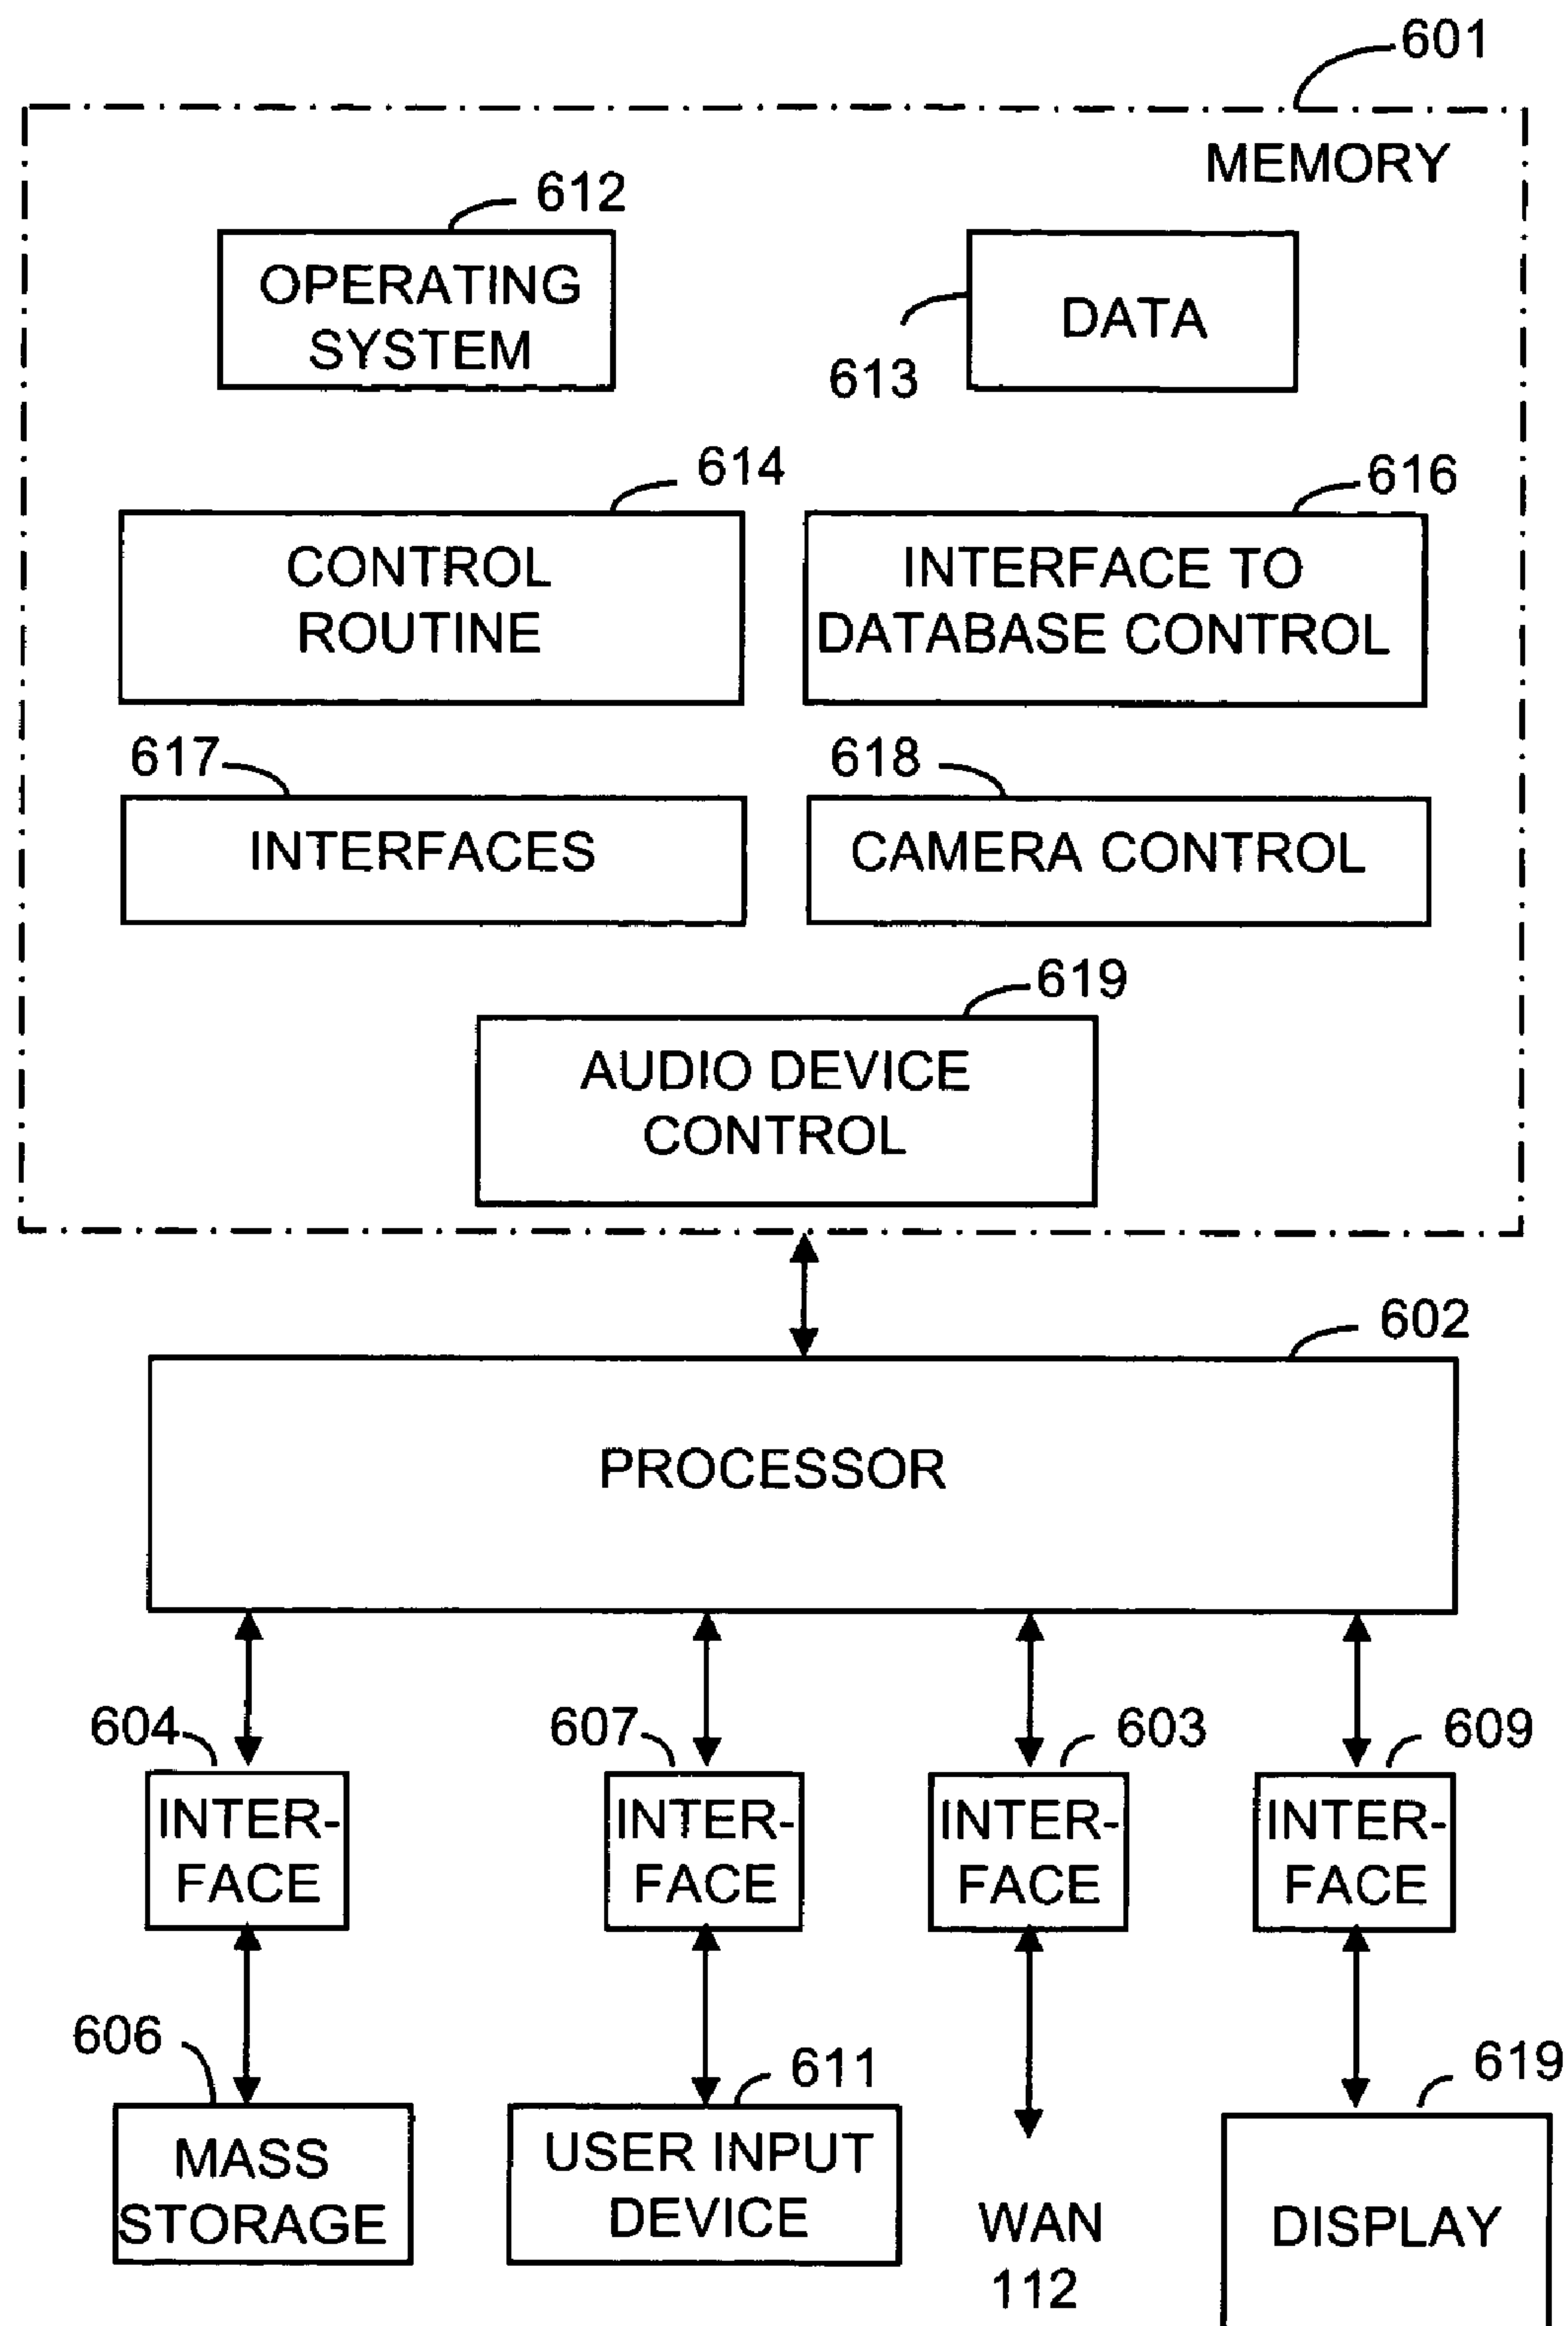 601
MEMORY
612
OPERATING
SYSTEM
DATA
613
614
CONTROL
ROUTINE
616
INTERFACE TO
DATABASE CONTROL
617
INTERFACES
618
CAMERA CONTROL
619
AUDIO DEVICE
CONTROL
602
PROCESSOR
604
INTER-
FACE
607
INTER-
FACE
603
INTER-
FACE
609
INTER-
FACE
606
MASS
STORAGE
611
USER INPUT
DEVICE
WAN
112
619
DISPLAY